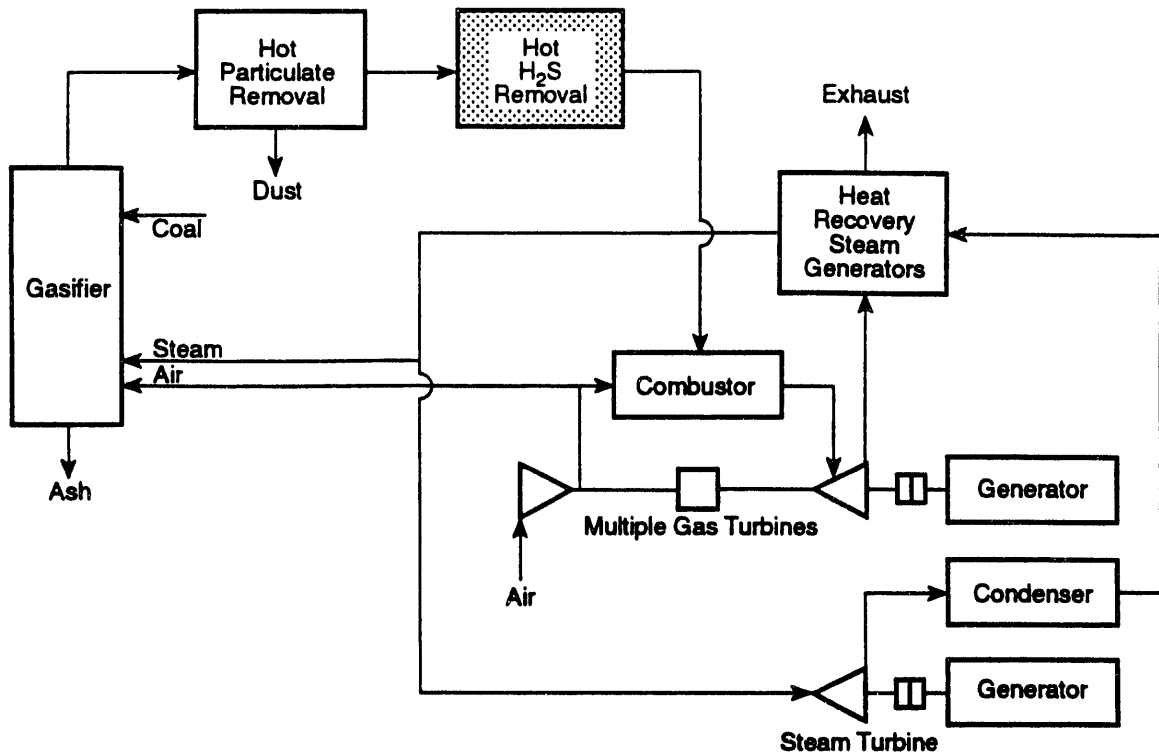 Hot
Particulate
Removal
Hot
H₂S
Removal
Exhaust
Dust
Coal
Heat
Recovery
Steam
Generators
Gasifier
Steam
Air
Combustor
Ash
Generator
Multiple Gas Turbines
Air
Condenser
Generator
Steam Turbine